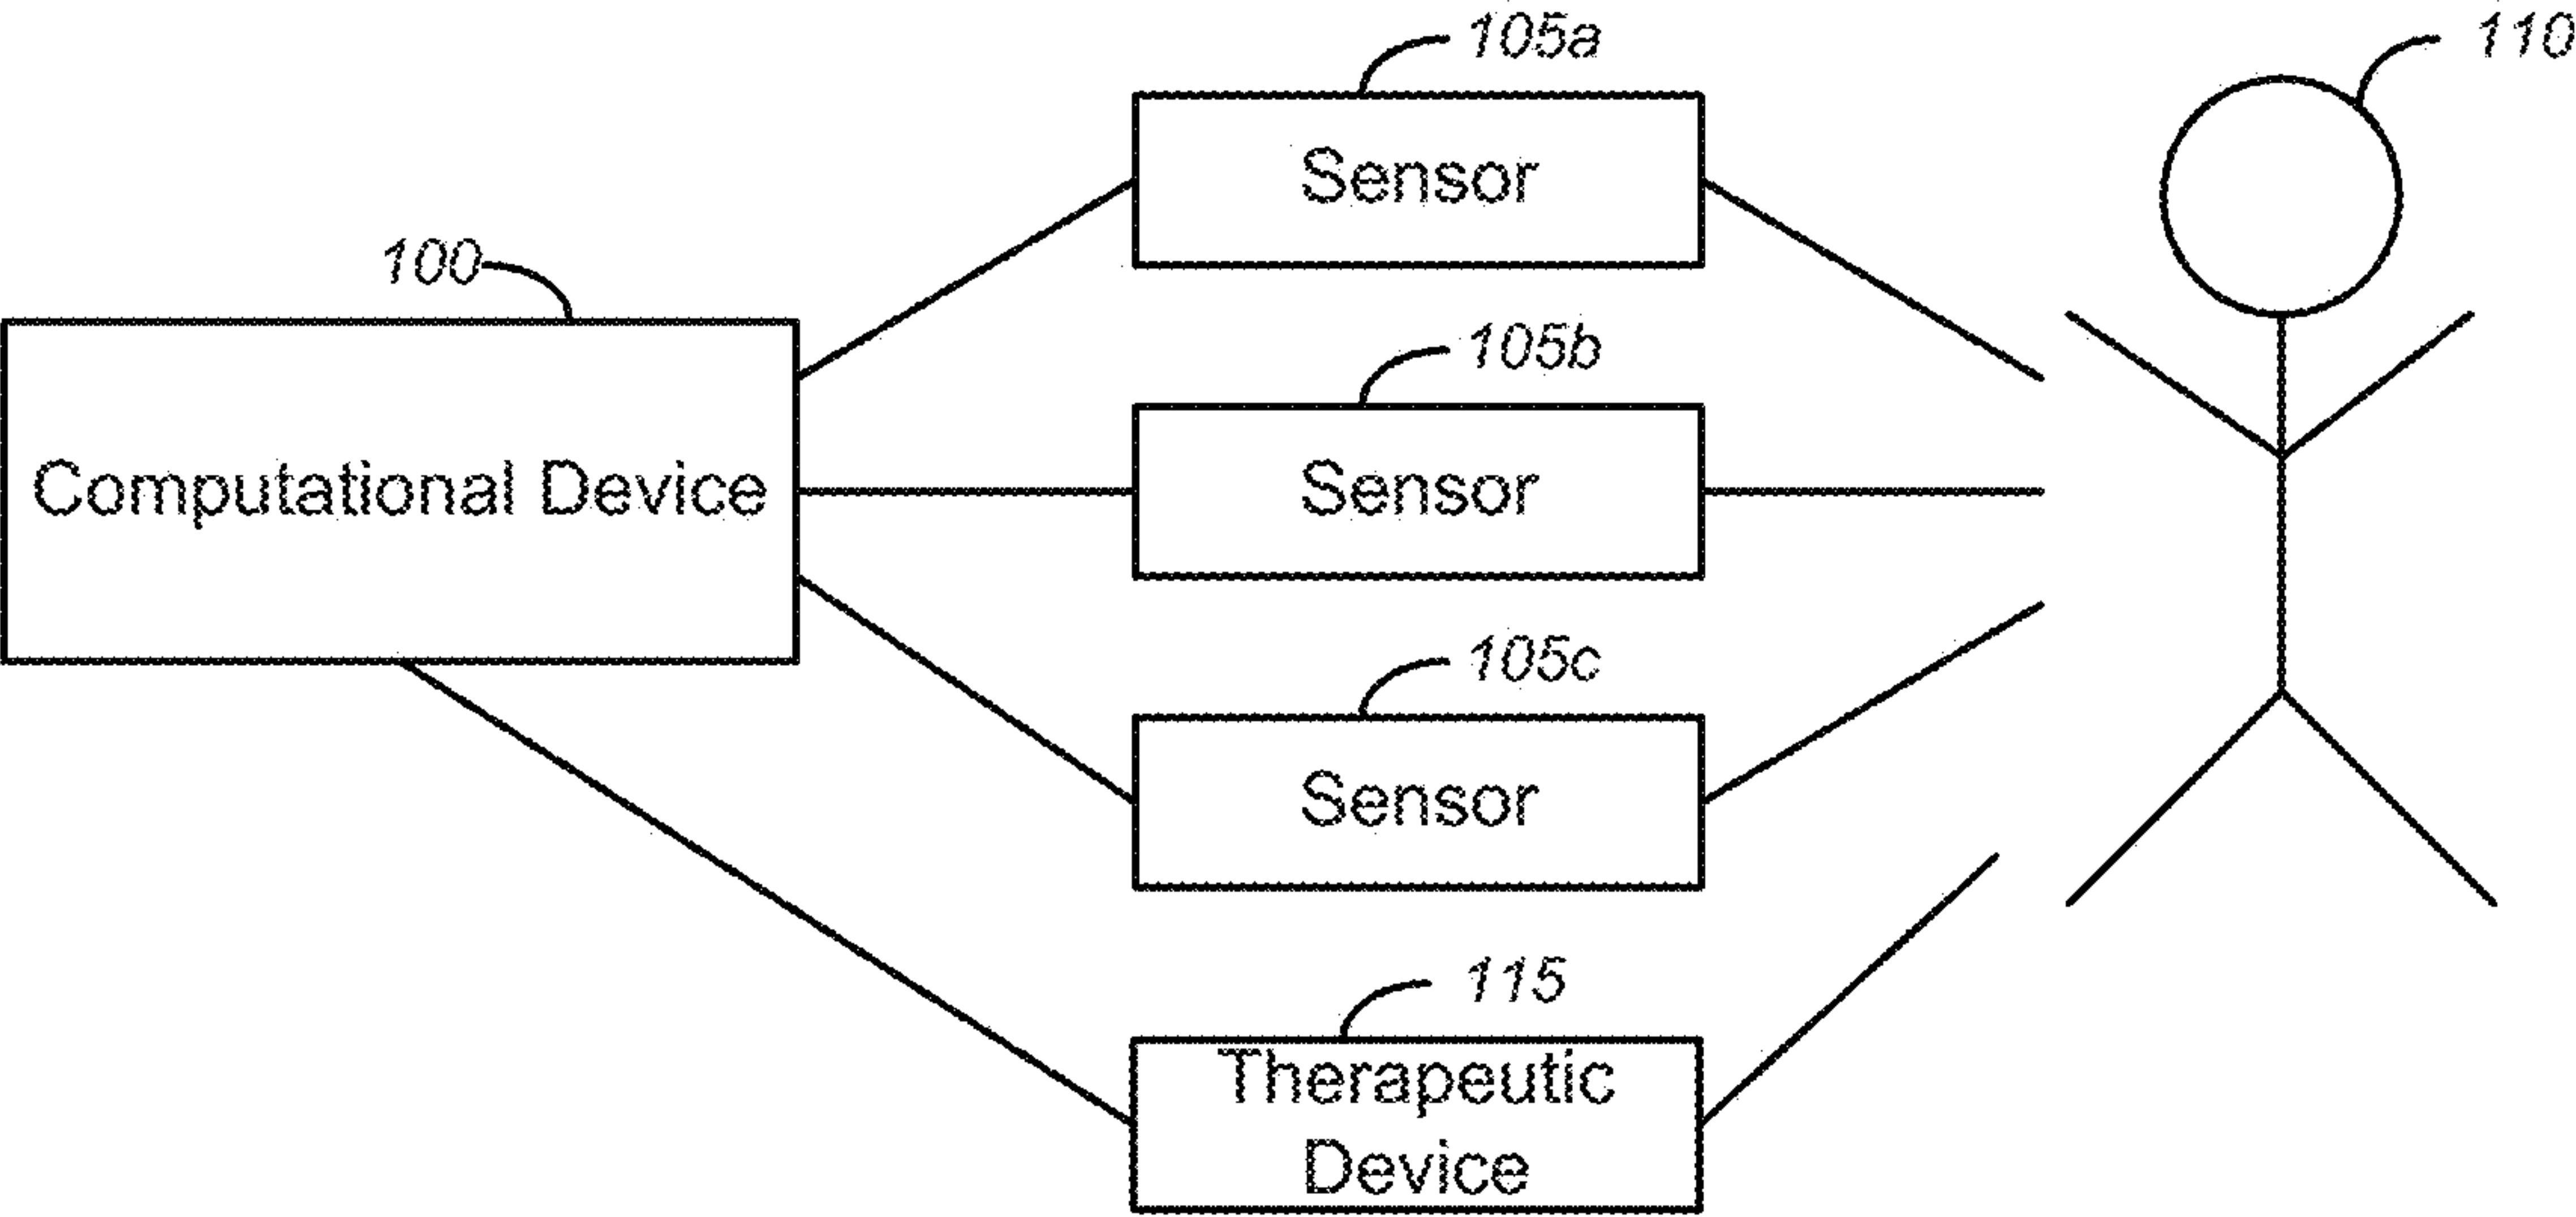 105a
110
Sensor
100
105b
Computational Device
Sensor
105c
Sensor
115
Therapeutic
Device